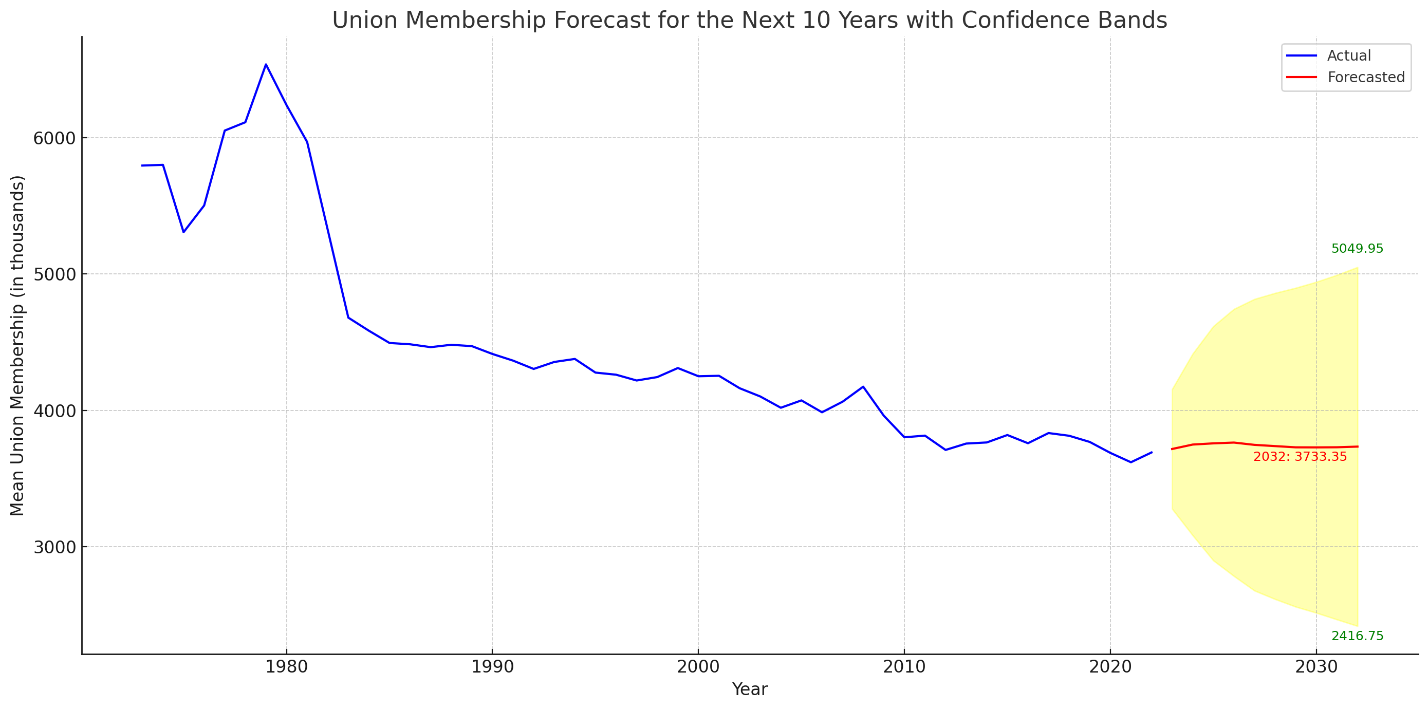 Union Membership Forecast for the Next 10 Years with Confidence Bands
Actual
Forecasted
Mean Union Membership (in thousands)
6000
5000
4000
3000
5049.95
2032: 3733.35
2416.75
1980
1990
2000
2010
2020
2030
Year